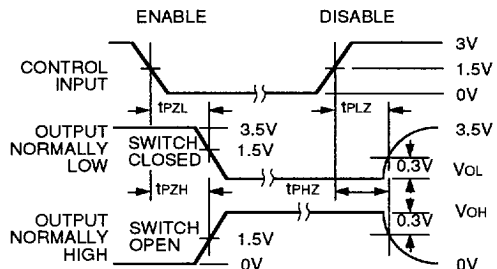 ENABLE DISABLE
3V
CONTROL INPUT 1.5V
0V
tPZL tPLZ
OUTPUT NORMALLY LOW
SWITCH CLOSED
3.5V 3.5V
1.5V
0.3V VOL
tPZH tPHZ
OUTPUT NORMALLY HIGH
SWITCH OPEN
VOH
0.3V
1.5V
0V 0V